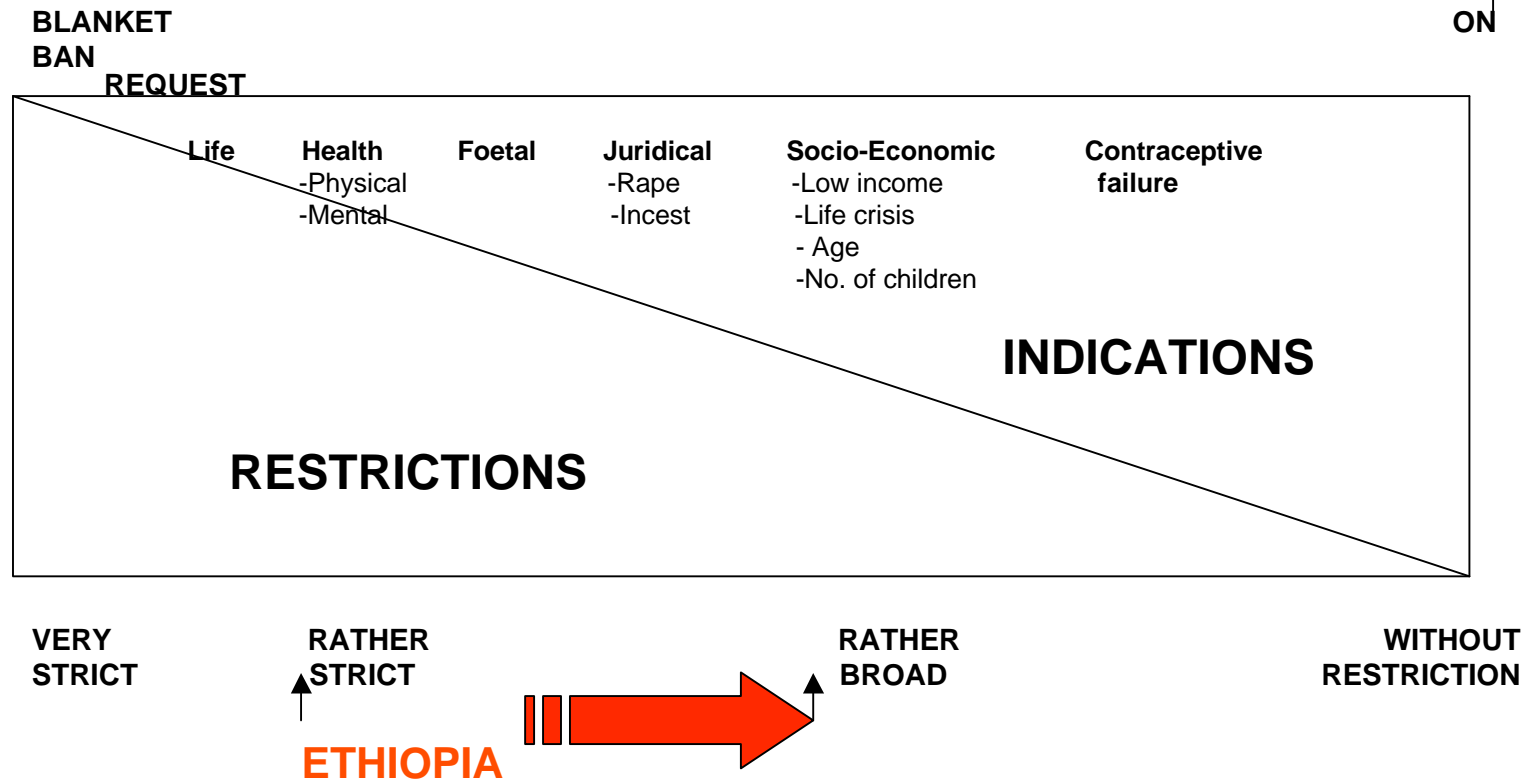 BLANKET ON
BAN
REQUEST
Life Health Foetal Juridical Socio-Economic Contraceptive
-Physical -Rape -Low income failure
-Mental -Incest -Life crisis
- Age
-No. of children
INDICATIONS
RESTRICTIONS
VERY RATHER RATHER WITHOUT
STRICT STRICT BROAD RESTRICTION
ETHIOPIA